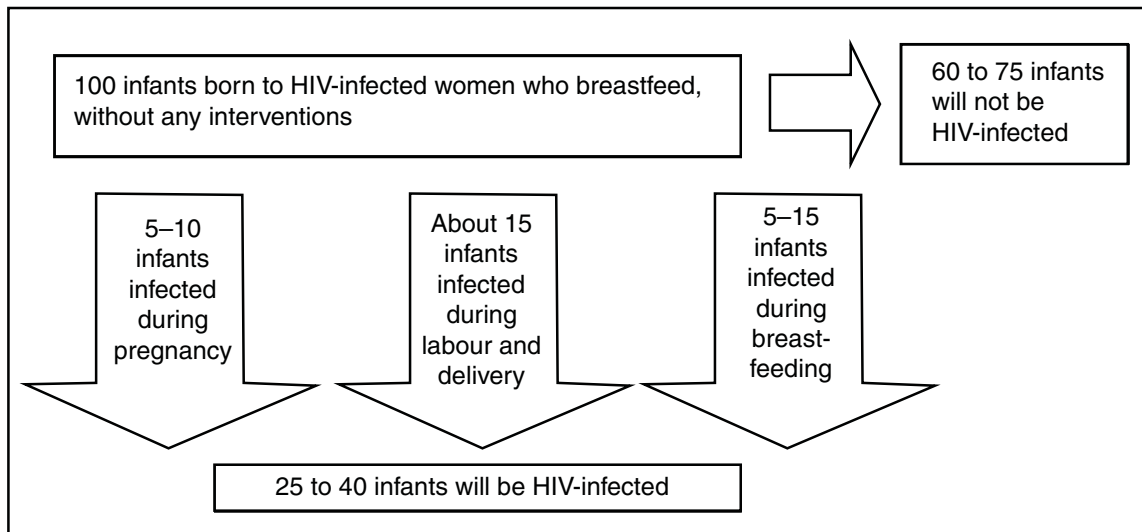 100 infants born to HIV-infected women who breastfeed,
without any interventions
60 to 75 infants
will not be
HIV-infected
5–10
infants
infected
during
pregnancy
About 15
infants
infected
during
labour and
delivery
5–15
infants
infected
during
breast-
feeding
25 to 40 infants will be HIV-infected